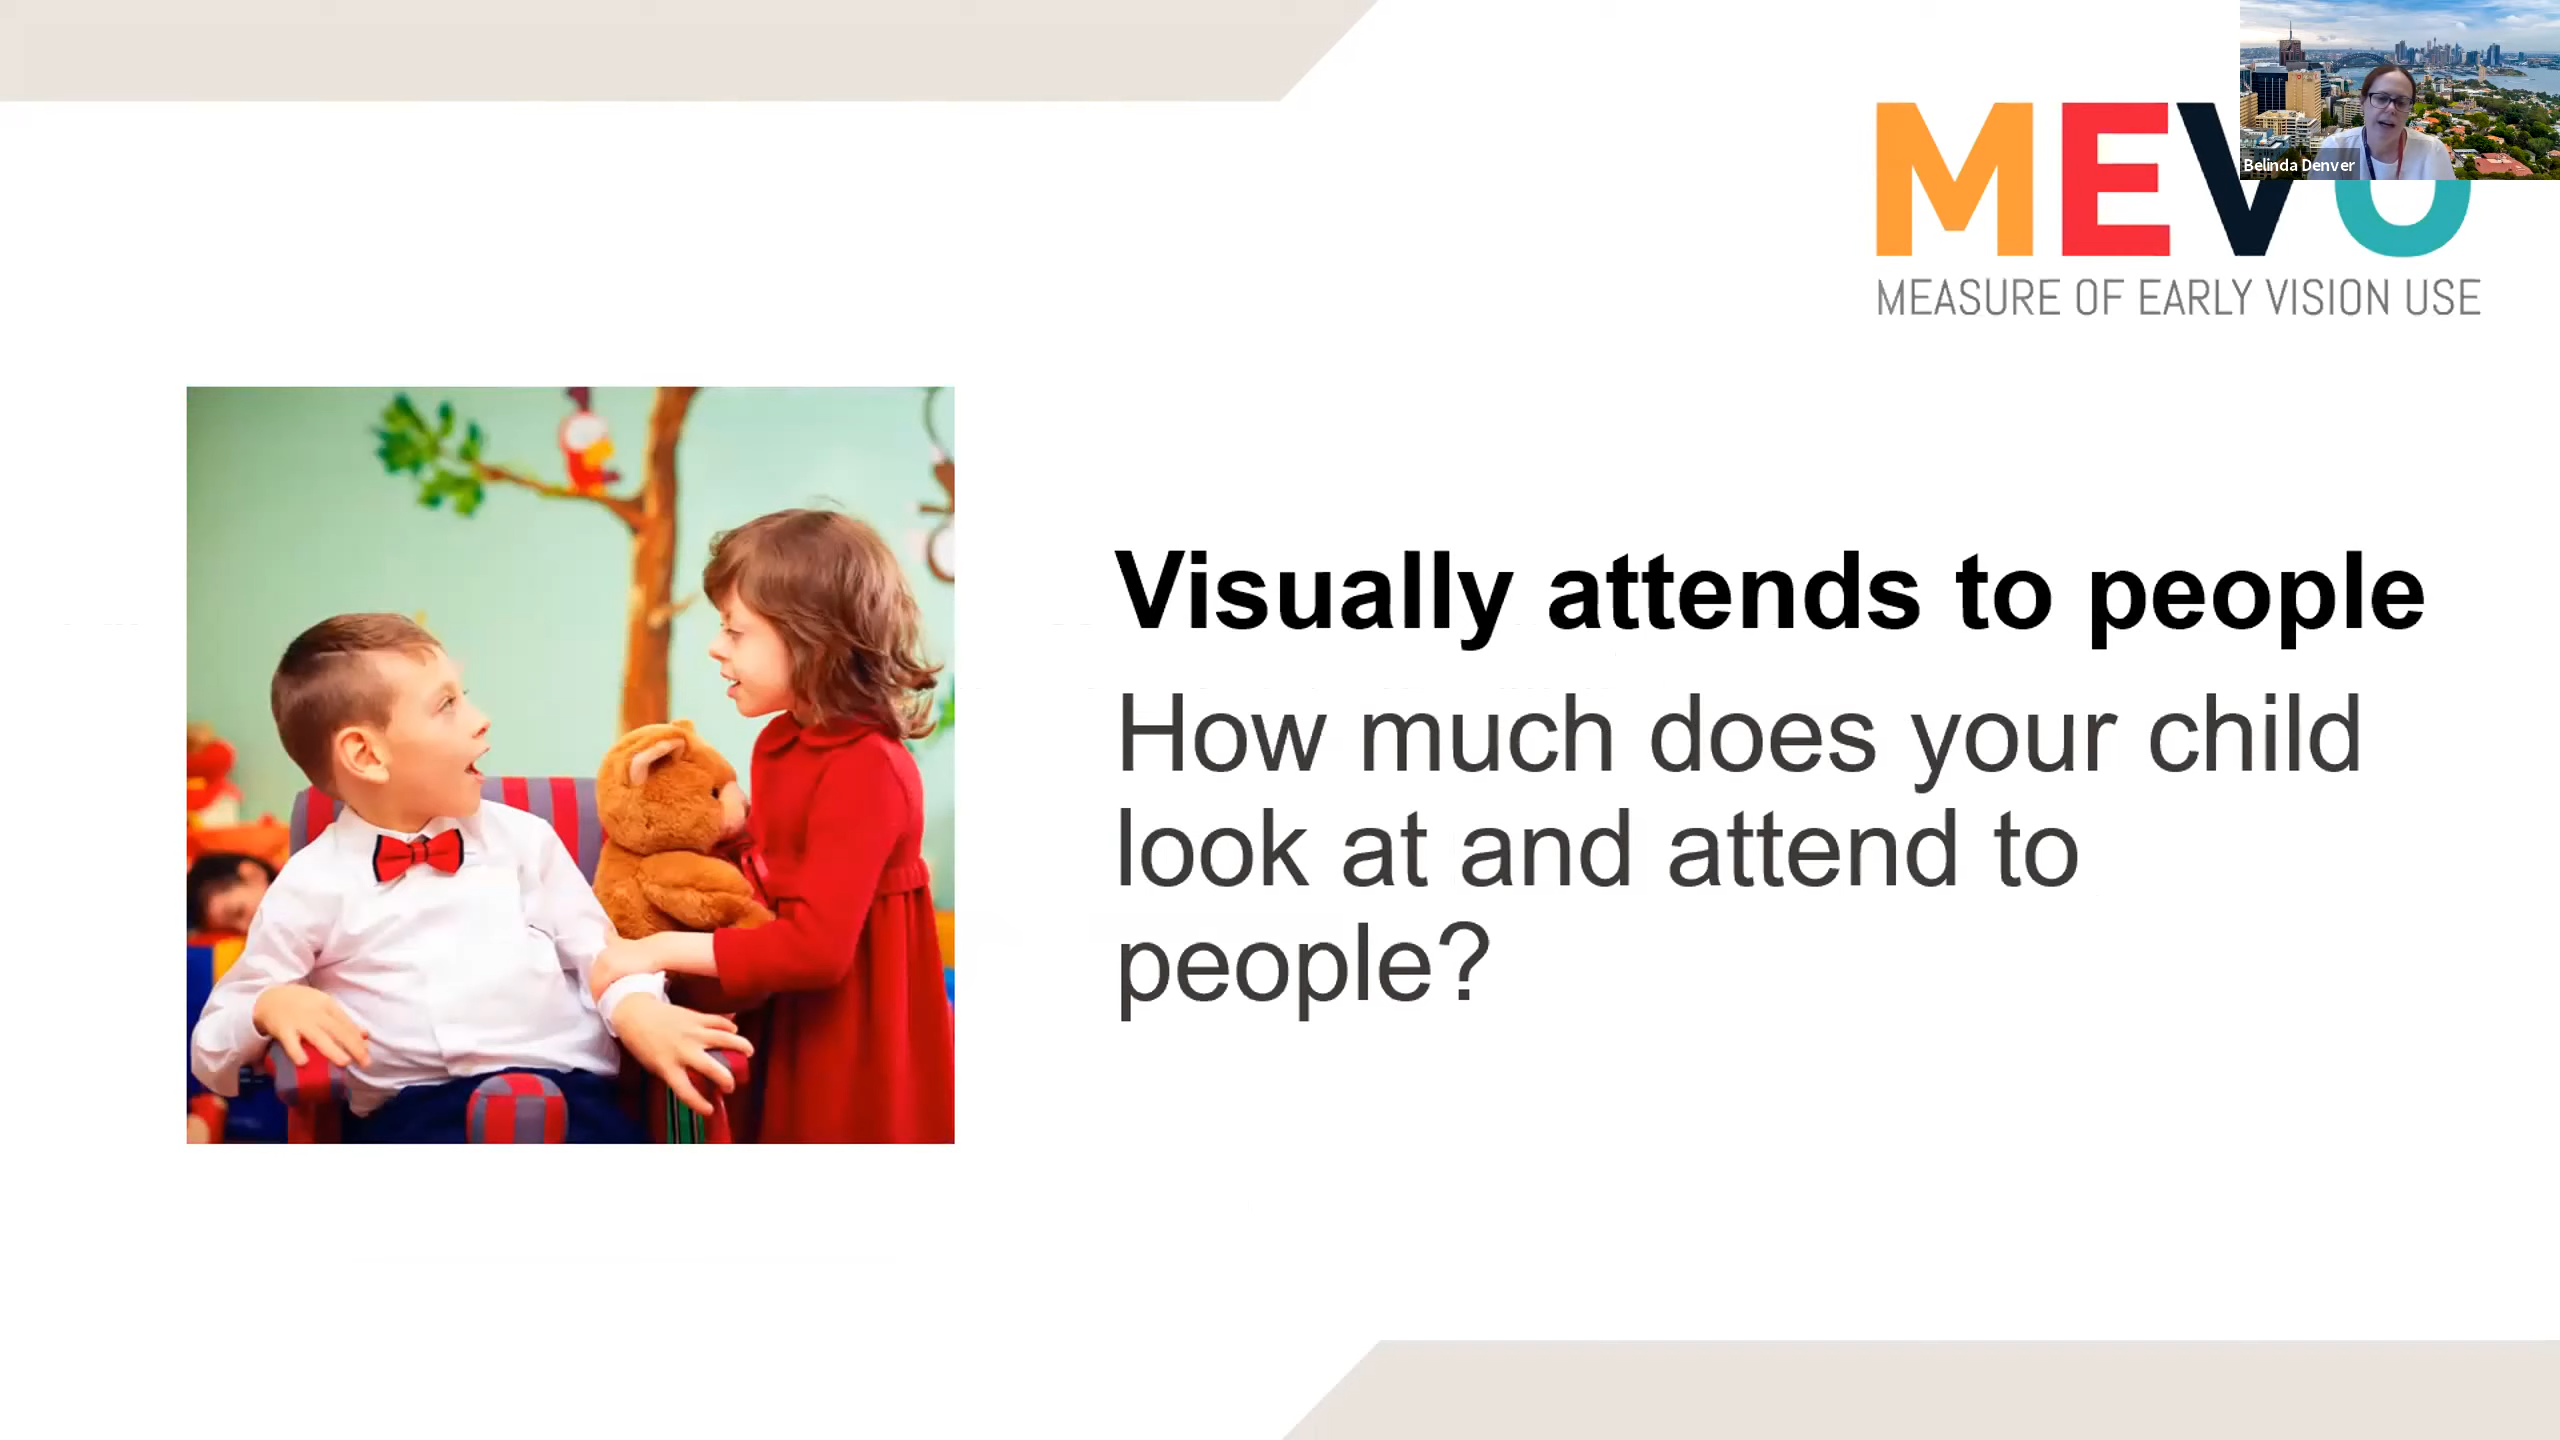 Belinda Denver
MEVU
MEASURE OF EARLY VISION USE
Visually attends to people
How much does your child
look at and attend to
people?